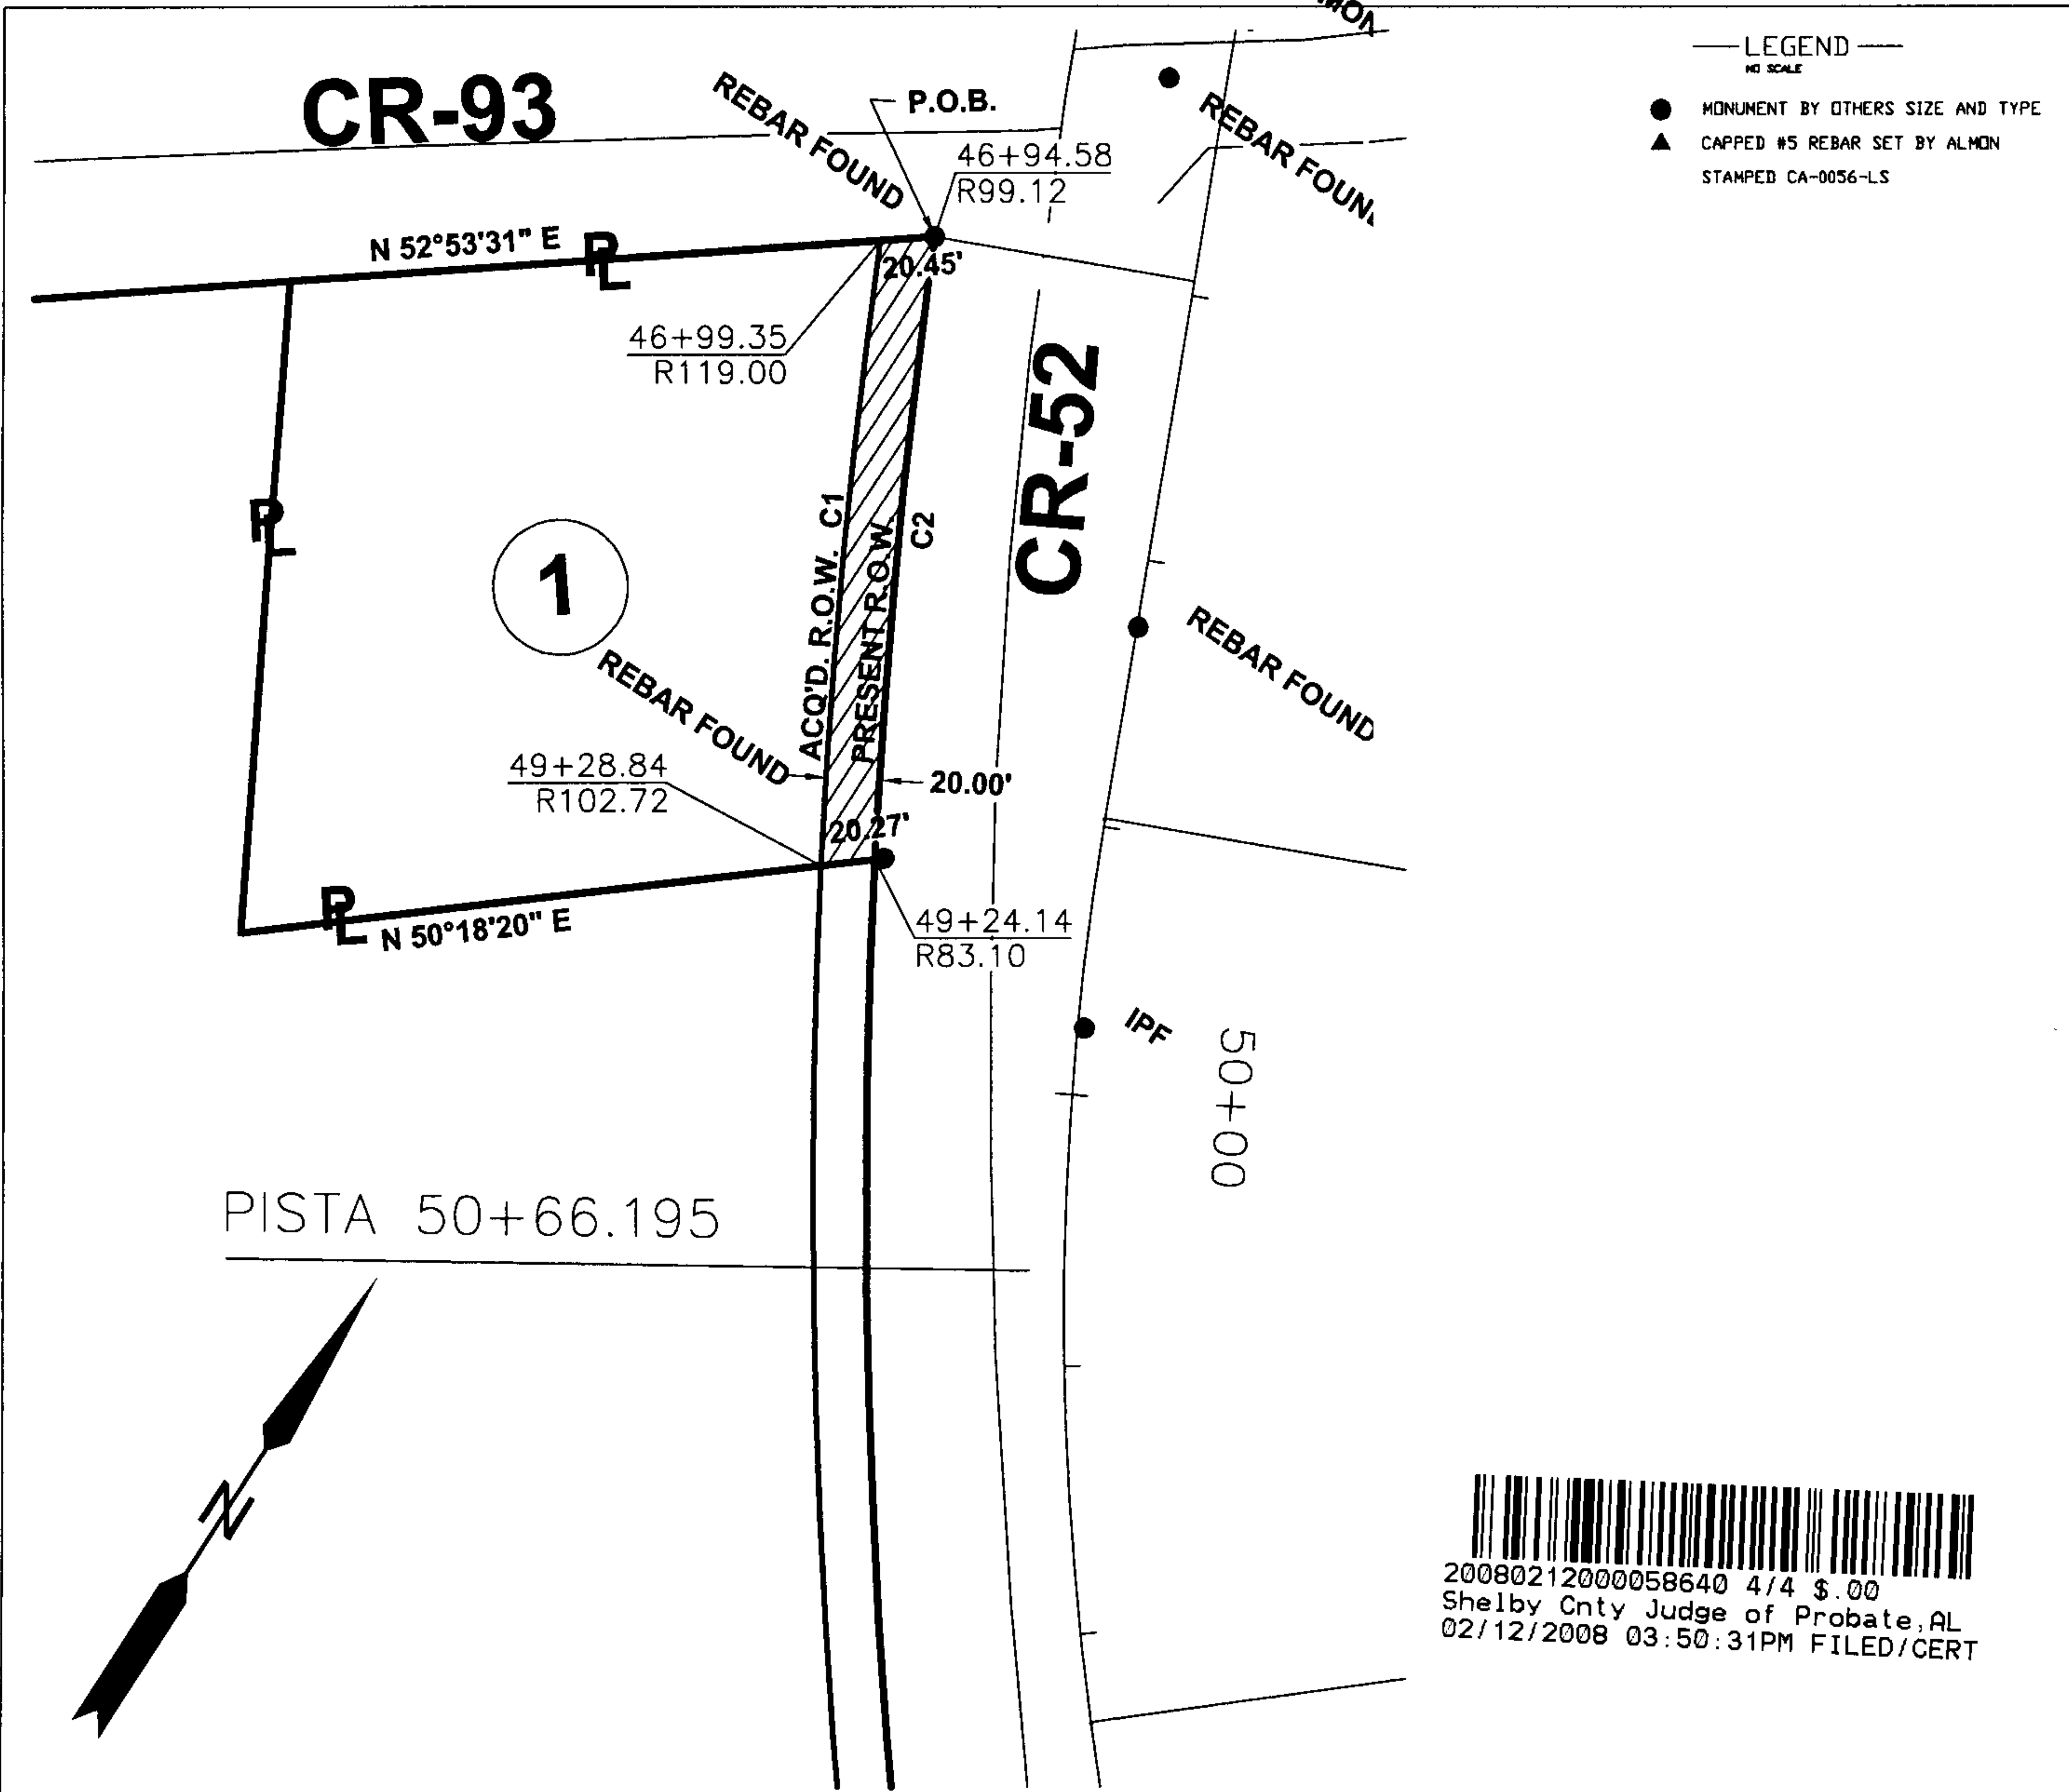 MON
LEGEND
NO SCALE
MONUMENT BY OTHERS SIZE AND TYPE
CAPPED #5 REBAR SET BY ALMON
STAMPED CA-0056-LS
CR-93
REBAR FOUND
P.O.B.
46+94.58
R99.12
REBAR FOUN
N 52°53'31" E
PL
20.45'
46+99.35
R119.00
CR-52
PL
1
ACQ'D. R.O.W. C1
PRESENT R.O.W.
C2
REBAR FOUND
REBAR FOUND
49+28.84
R102.72
20.00'
20.27'
PL
N 50°18'20" E
49+24.14
R83.10
IPF
50+00
PISTA 50+66.195
N
20080212000058640 4/4 $.00
Shelby Cnty Judge of Probate,AL
02/12/2008 03:50:31PM FILED/CERT